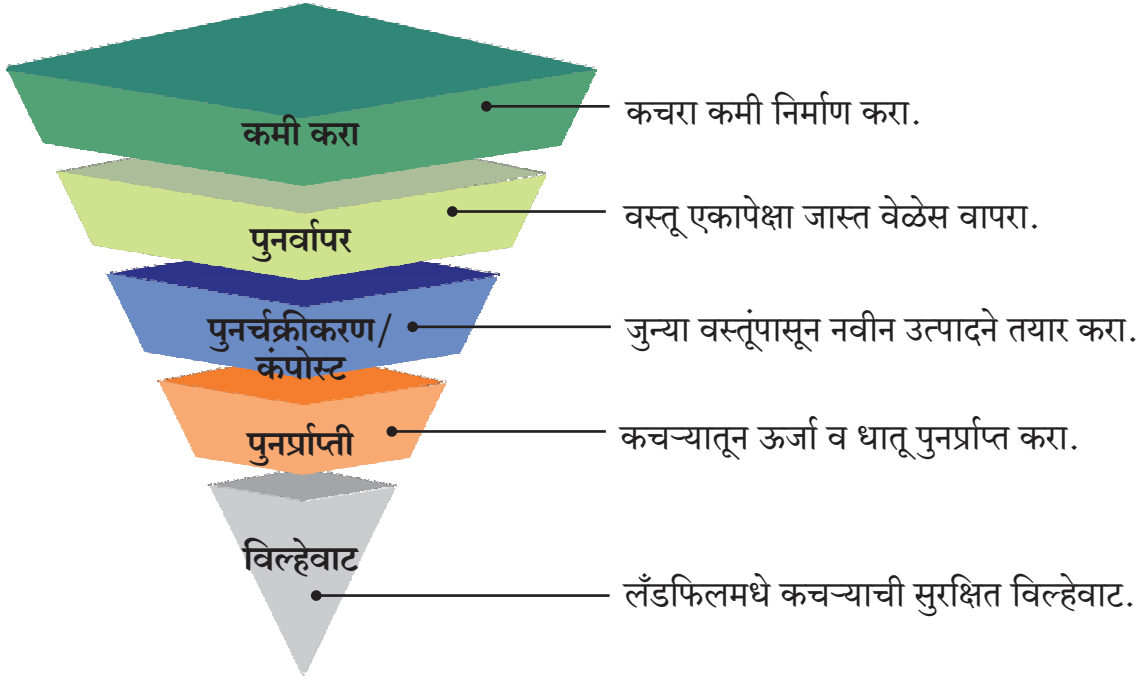 कमी करा
कचरा कमी निर्माण करा.
पुनर्वापर
वस्तू एकापेक्षा जास्त वेळेस वापरा.
पुनर्चक्रीकरण/
कंपोस्ट
जुन्या वस्तूंपासून नवीन उत्पादने तयार करा.
पुनर्प्राप्ती
कचऱ्यातून ऊर्जा व धातू पुनर्प्राप्त करा.
विल्हेवाट
लँडफिलमधे कचऱ्याची सुरक्षित विल्हेवाट.